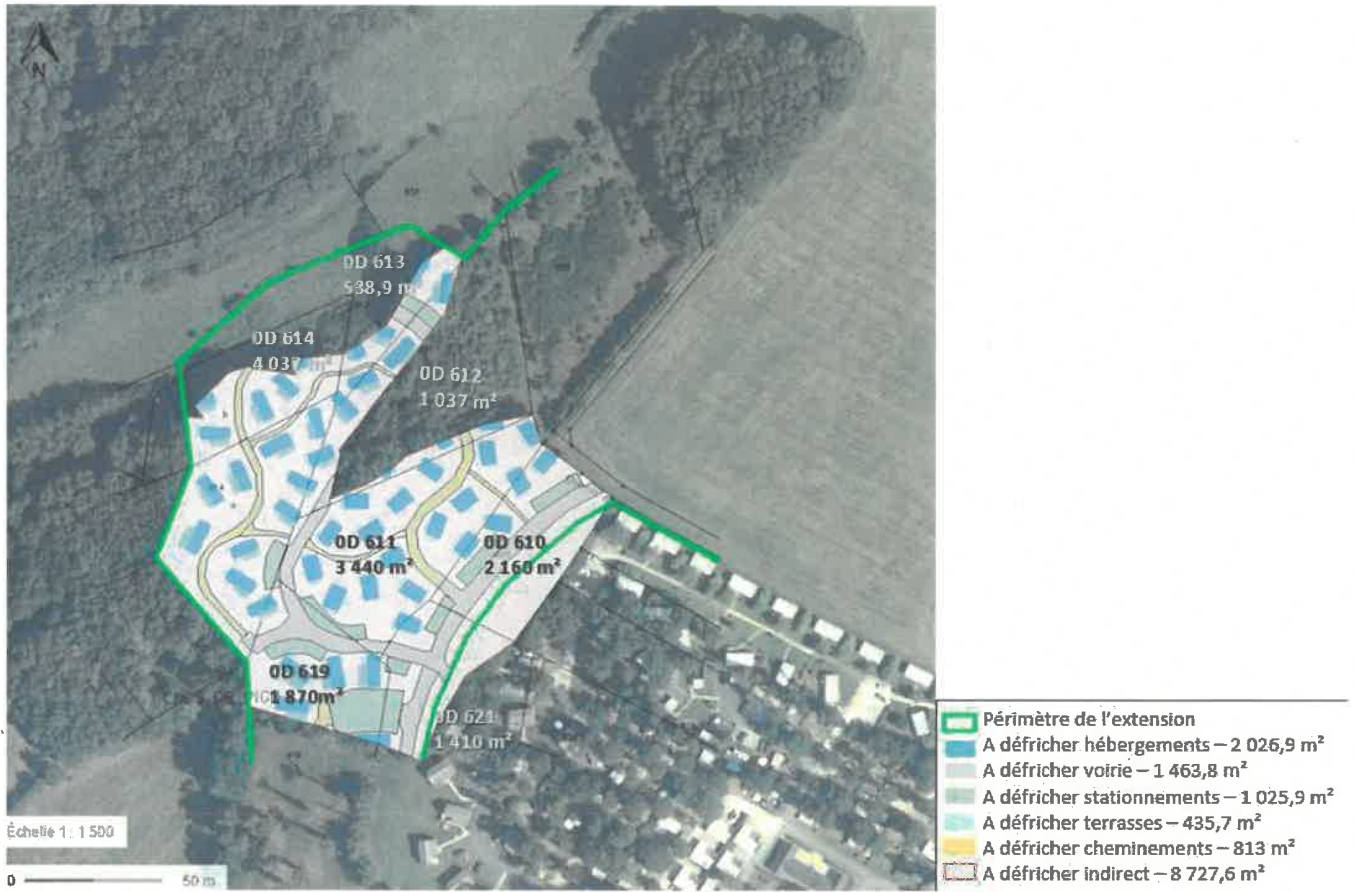 N
0D 613
538,9 m
0D 614
4 037 m²
0D 612
1 037 m²
0D 611
3 440 m²
0D 610
2 160 m²
0D 619
1 870m²
0D 621
1 410 m²
Échelle 1 : 1 500
0 50 m
Périmètre de l'extension
A défricher hébergements – 2 026,9 m²
A défricher voirie – 1 463,8 m²
A défricher stationnements – 1 025,9 m²
A défricher terrasses – 435,7 m²
A défricher cheminements – 813 m²
A défricher indirect – 8 727,6 m²